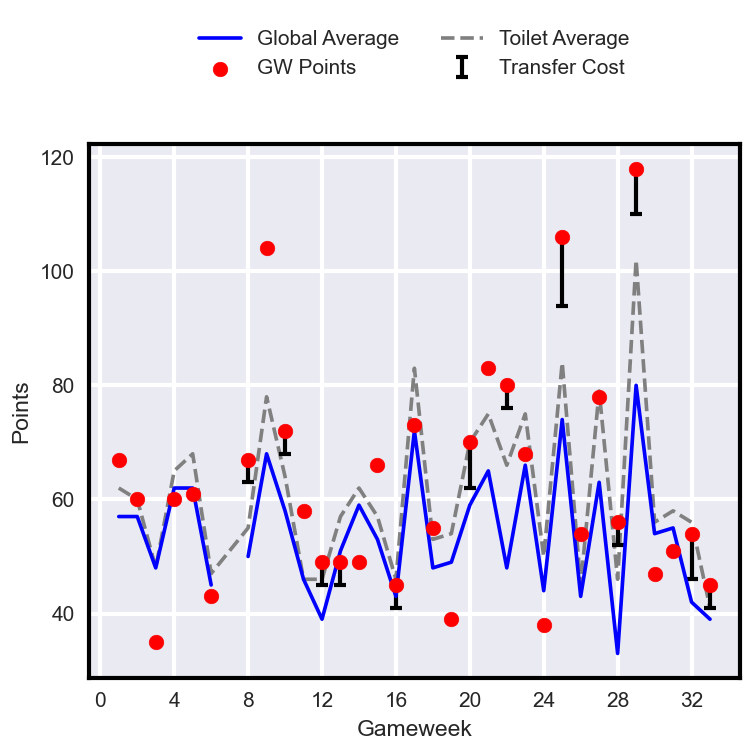 Global Average
Toilet Average
GW Points
Transfer Cost
120
100
80
60
40
Points
0 4 8 12 16 20 24 28 32
Gameweek